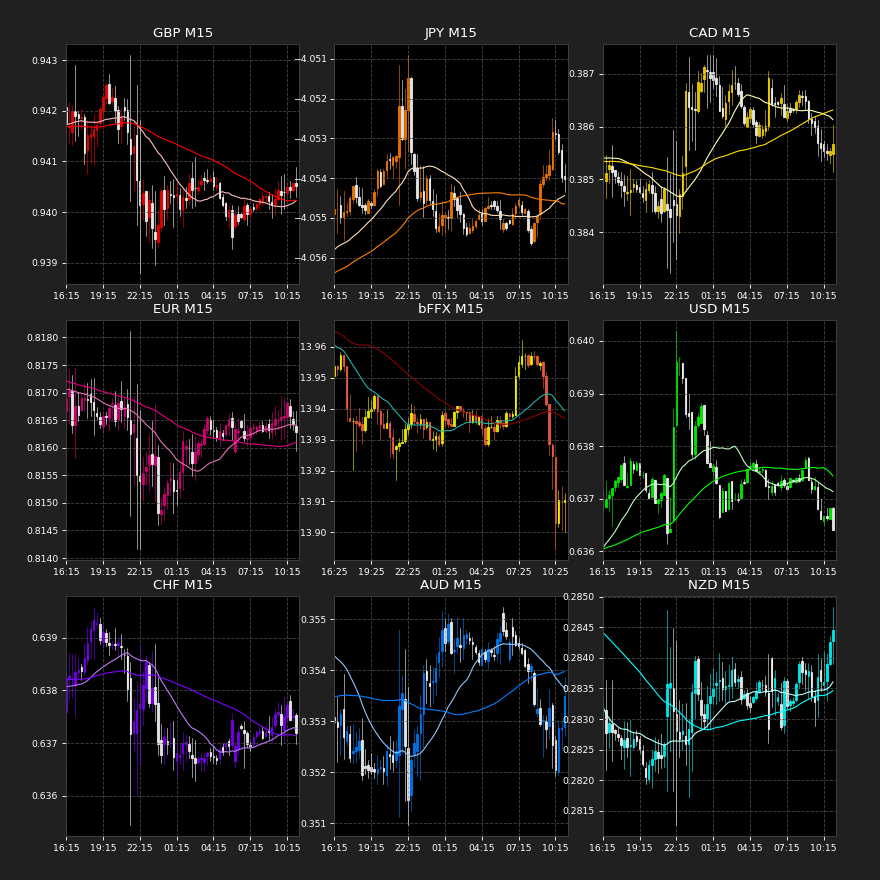 GBP M15
0.943
0.942
0.941
0.940
0.939
16:15 19:15 22:15 01:15 04:15 07:15 10:15
JPY M15
−4.051
−4.052
−4.053
−4.054
−4.055
−4.056
16:15 19:15 22:15 01:15 04:15 07:15 10:15
CAD M15
0.387
0.386
0.385
0.384
16:15 19:15 22:15 01:15 04:15 07:15 10:15
EUR M15
0.8180
0.8175
0.8170
0.8165
0.8160
0.8155
0.8150
0.8145
0.8140
16:15 19:15 22:15 01:15 04:15 07:15 10:15
bFFX M15
13.96
13.95
13.94
13.93
13.92
13.91
13.90
16:25 19:25 22:25 01:25 04:25 07:25 10:25
USD M15
0.640
0.639
0.638
0.637
0.636
16:15 19:15 22:15 01:15 04:15 07:15 10:15
CHF M15
0.639
0.638
0.637
0.636
16:15 19:15 22:15 01:15 04:15 07:15 10:15
AUD M15
0.355
0.354
0.353
0.352
0.351
16:15 19:15 22:15 01:15 04:15 07:15 10:15
NZD M15
0.2850
0.2845
0.2840
0.2835
0.2830
0.2825
0.2820
0.2815
16:15 19:15 22:15 01:15 04:15 07:15 10:15